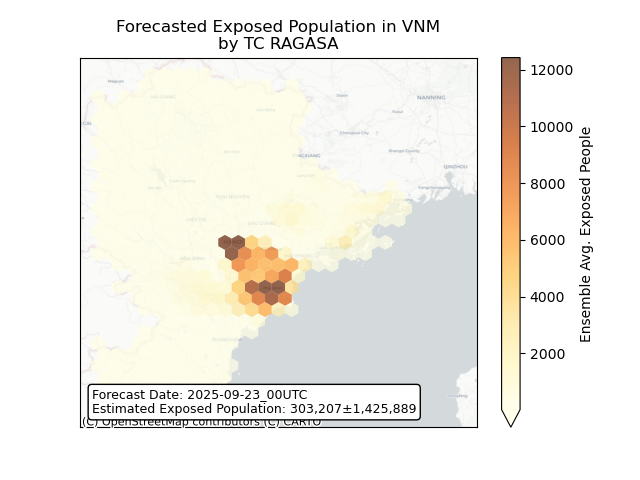 Forecasted Exposed Population in VNM
by TC RAGASA
NANNING
QINZHOU
12000
10000
8000
6000
4000
2000
Ensemble Avg. Exposed People
Forecast Date: 2025-09-23_00UTC
Estimated Exposed Population: 303,207±1,425,889
(C) OpenStreetMap contributors (C) CARTO